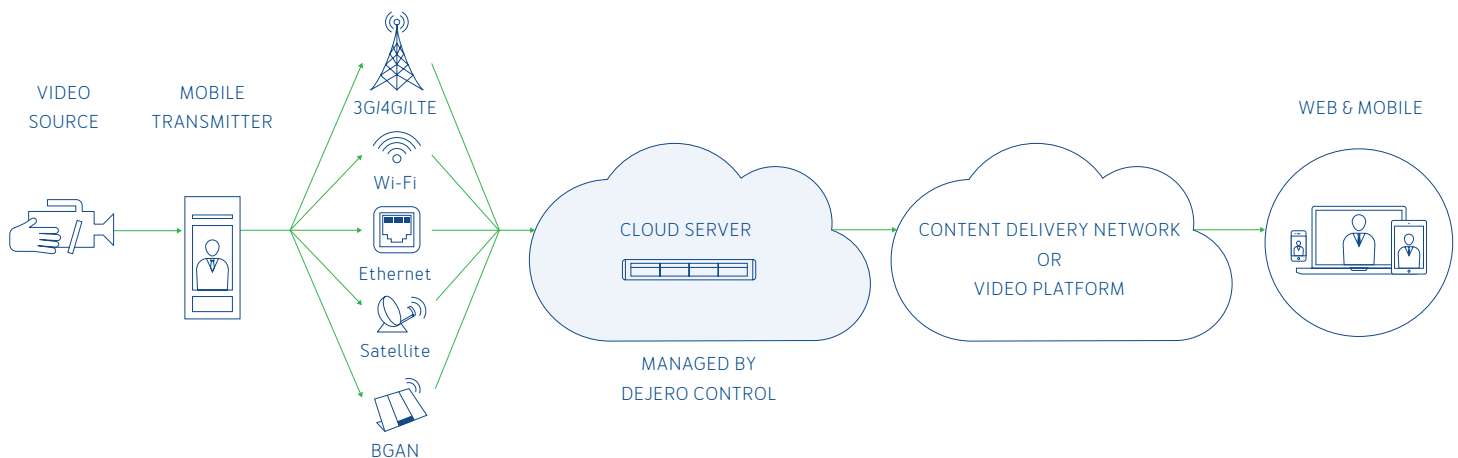 VIDEO
SOURCE
MOBILE
TRANSMITTER
3G/4G/LTE
Wi-Fi
Ethernet
Satellite
BGAN
CLOUD SERVER
MANAGED BY
DEJERO CONTROL
CONTENT DELIVERY NETWORK
OR
VIDEO PLATFORM
WEB & MOBILE